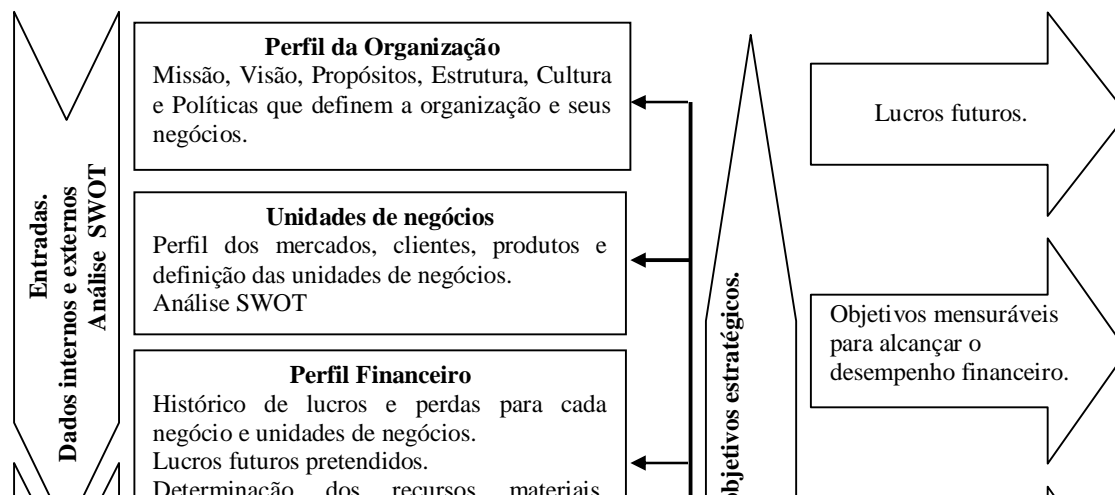 Entradas.
Dados internos e externos
Análise SWOT
Perfil da Organização
Missão, Visão, Propósitos, Estrutura, Cultura
e Políticas que definem a organização e seus
negócios.
Unidades de negócios
Perfil dos mercados, clientes, produtos e
definição das unidades de negócios.
Análise SWOT
Perfil Financeiro
Histórico de lucros e perdas para cada
negócio e unidades de negócios.
Lucros futuros pretendidos.
Determinação dos recursos materiais,
objetivos estratégicos.
Lucros futuros.
Objetivos mensuráveis
para alcançar o
desempenho financeiro.